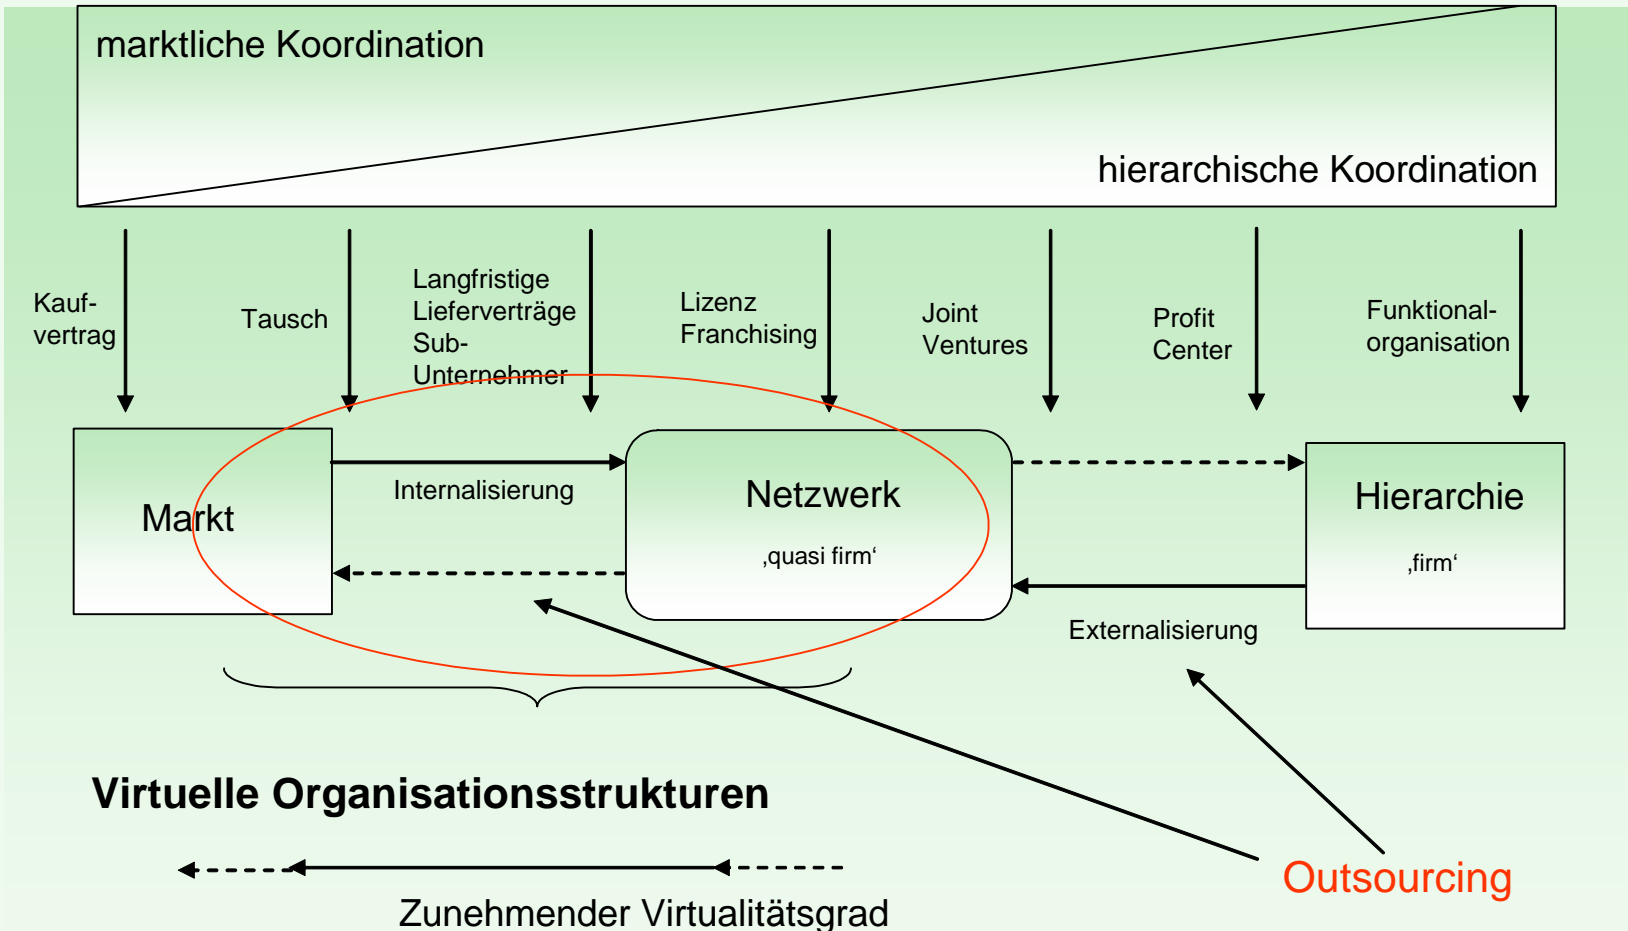 marktliche Koordination
hierarchische Koordination
Kauf-
vertrag
Tausch
Langfristige
Lieferverträge
Sub-
Unternehmer
Lizenz
Franchising
Joint
Ventures
Profit
Center
Funktional-
organisation
Markt
Internalisierung
Netzwerk
‚quasi firm‘
Hierarchie
‚firm‘
Externalisierung
Virtuelle Organisationsstrukturen
Outsourcing
Zunehmender Virtualitätsgrad